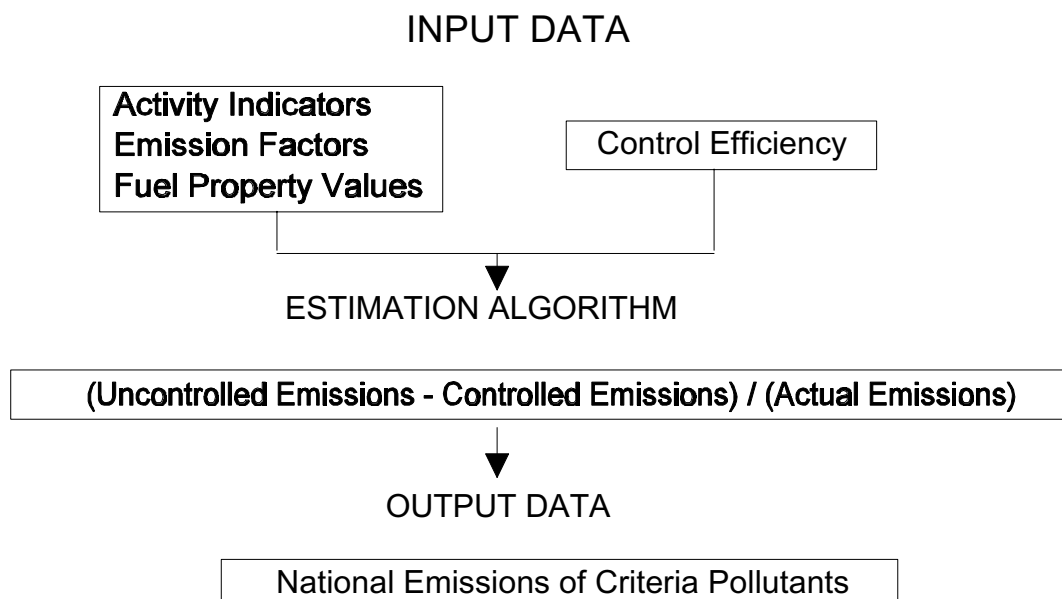 INPUT DATA
Activity Indicators
Emission Factors
Fuel Property Values
Control Efficiency
ESTIMATION ALGORITHM
(Uncontrolled Emissions - Controlled Emissions) / (Actual Emissions)
OUTPUT DATA
National Emissions of Criteria Pollutants